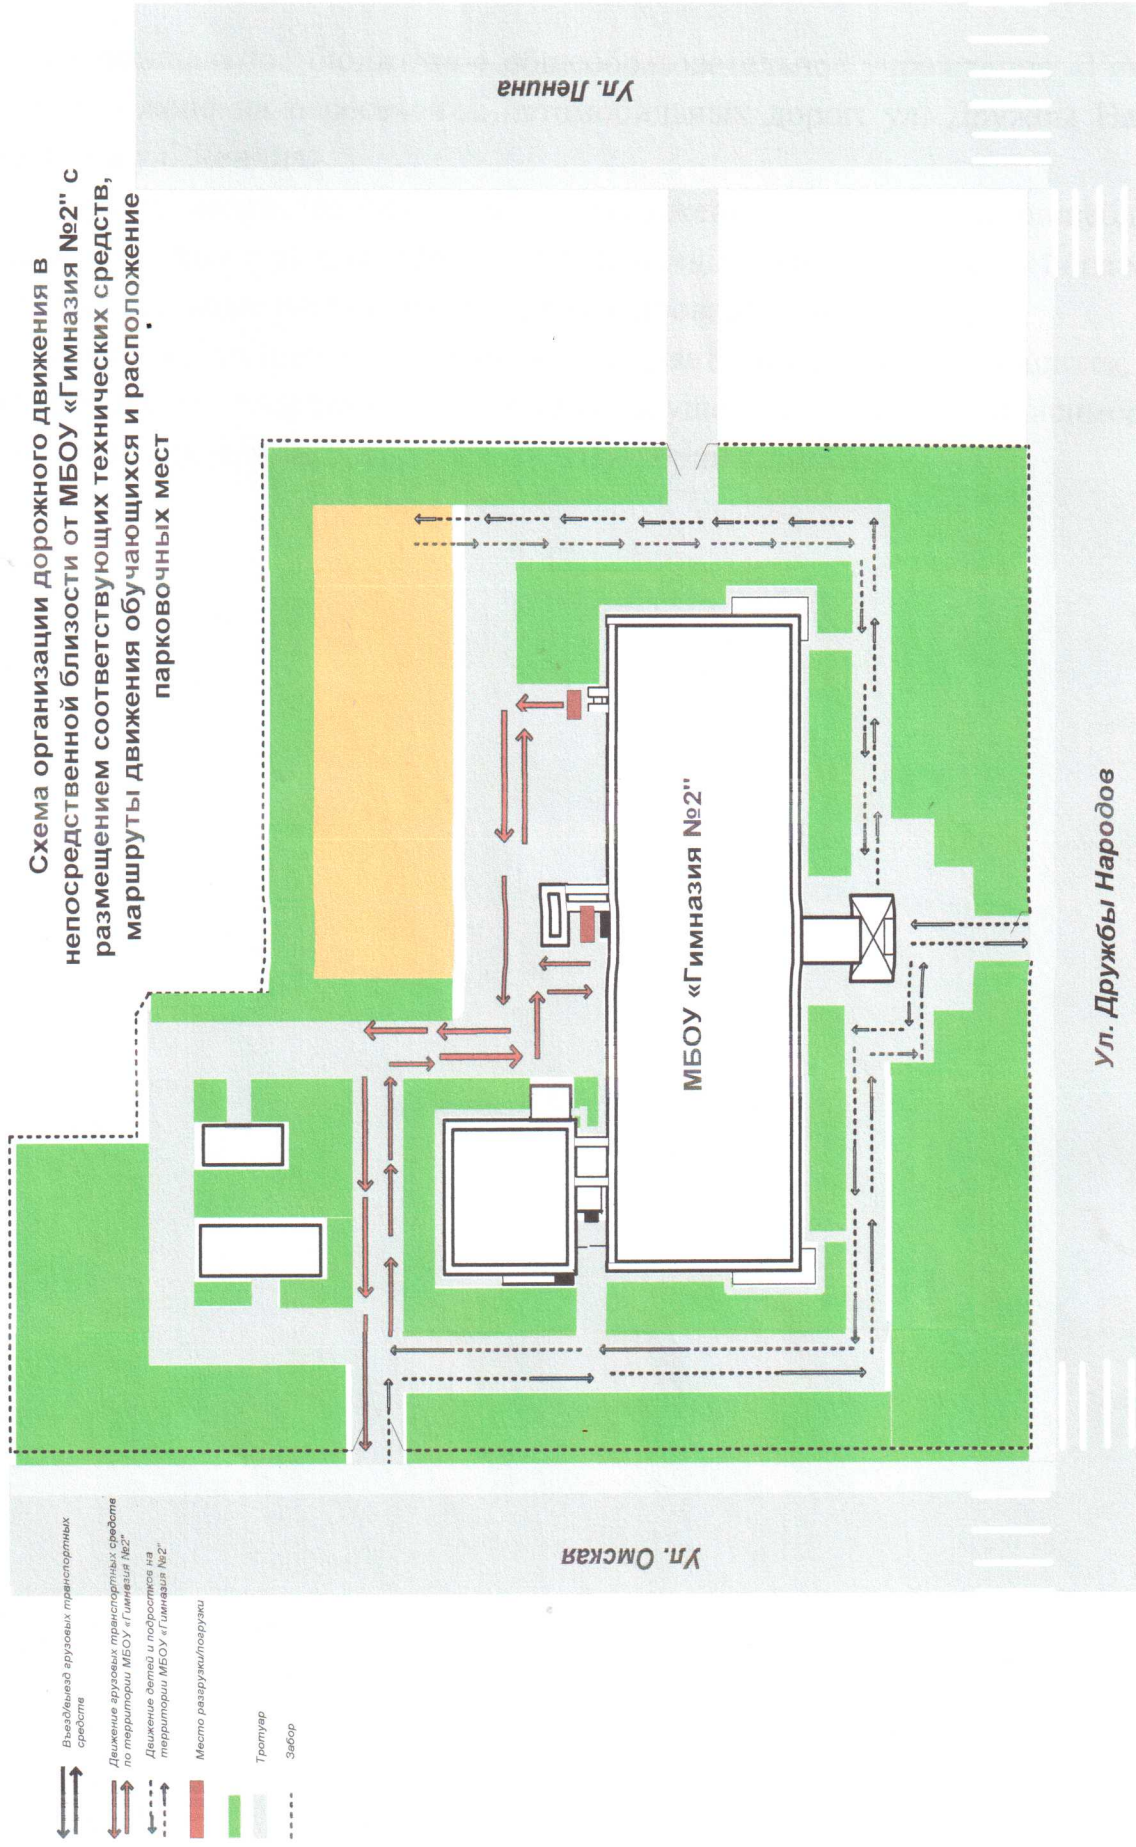 Схема организации дорожного движения в
непосредственной близости от МБОУ «Гимназия №2" с
размещением соответствующих технических средств,
маршруты движения обучающихся и расположение
парковочных мест
Ул. Ленина
МБОУ «Гимназия №2"
Ул. Дружбы Народов
Ул. Омская
Въезд/выезд грузовых транспортных
средств
Движение грузовых транспортных средств
по территории МБОУ «Гимназия №2"
Движение детей и подростков на
территории МБОУ «Гимназия №2"
Место разгрузки/погрузки
Тротуар
Забор